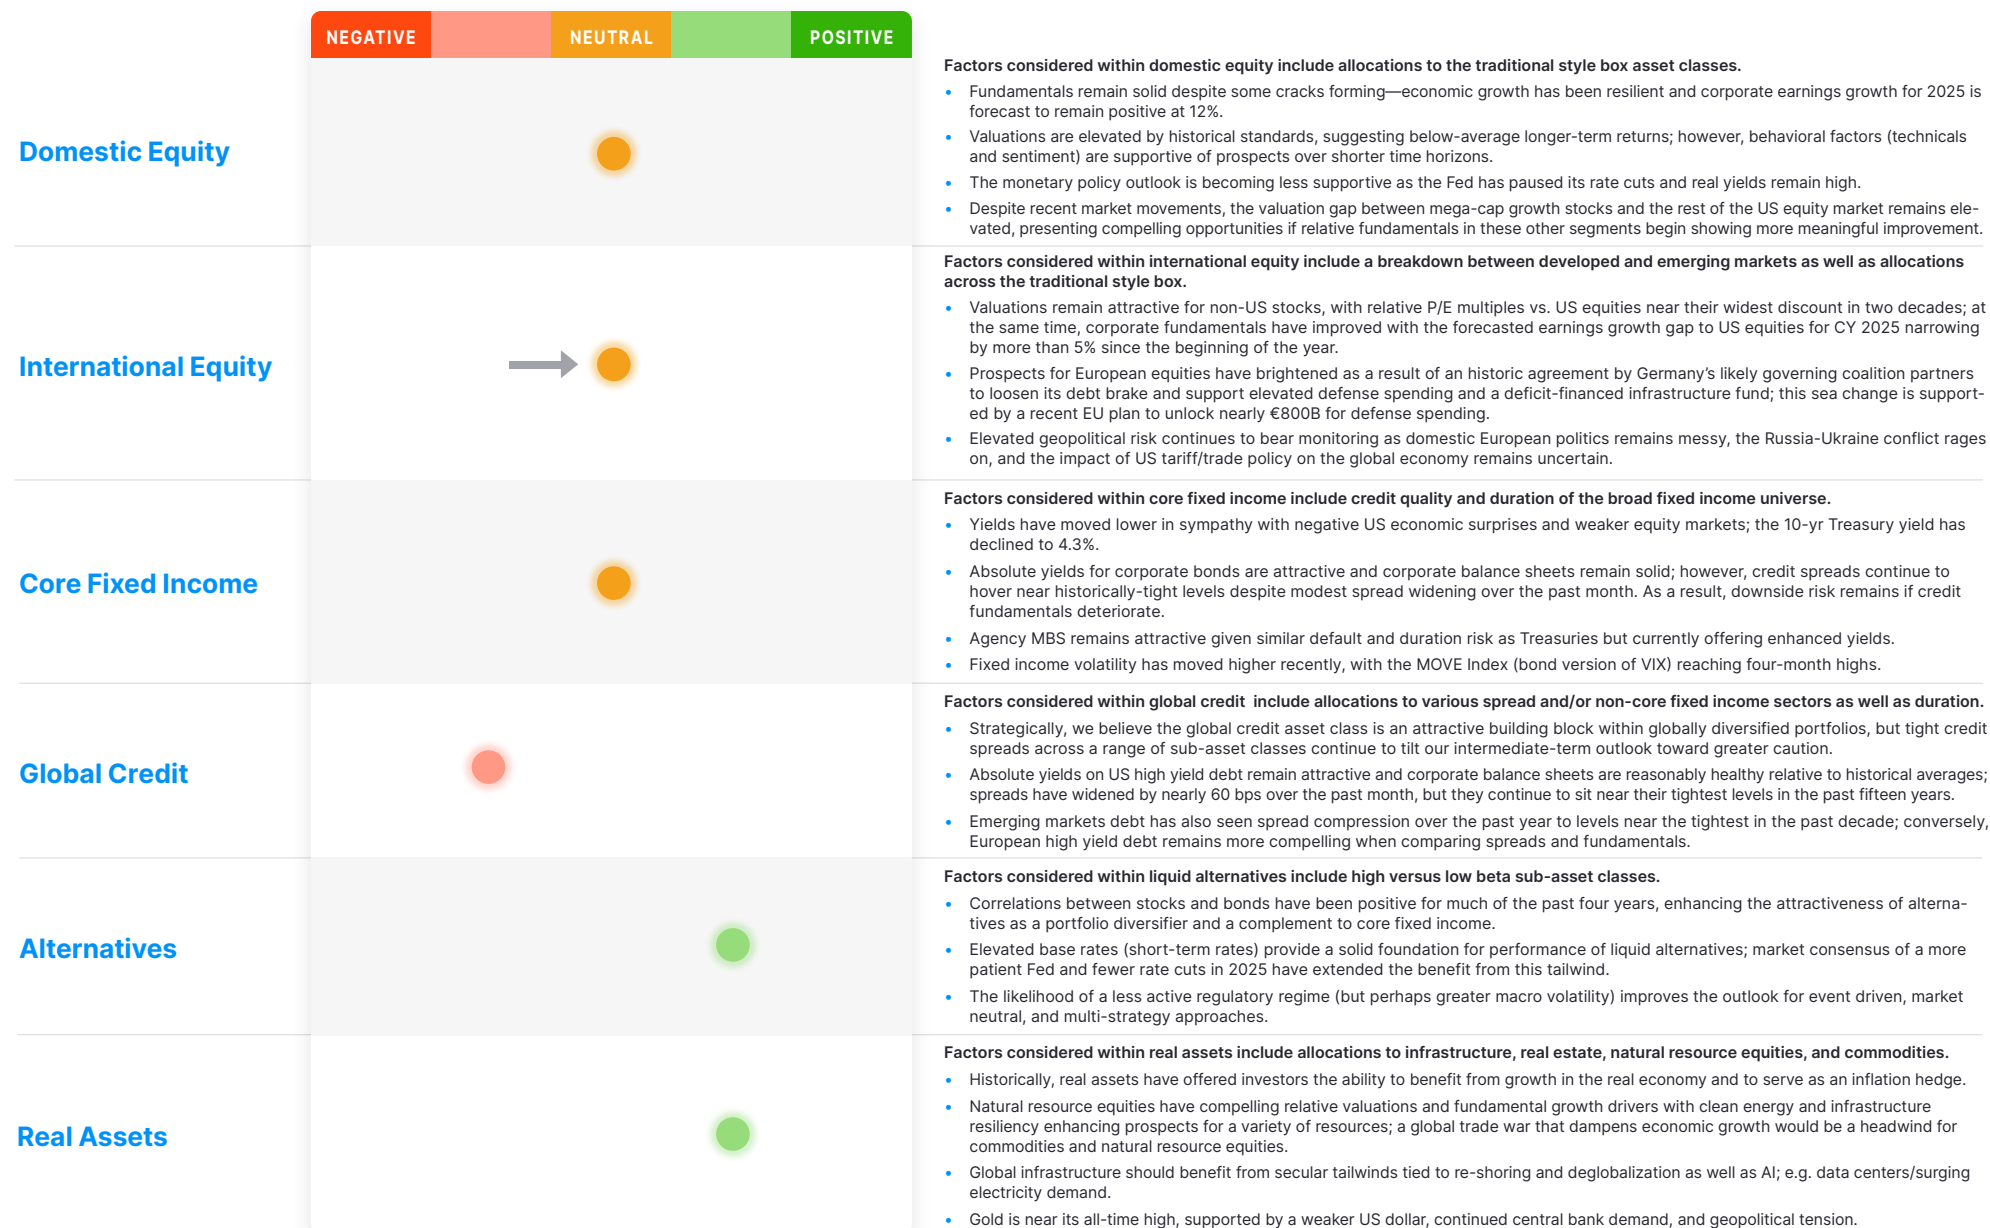 NEGATIVE NEUTRAL POSITIVE
Domestic Equity
Factors considered within domestic equity include allocations to the traditional style box asset classes.
• Fundamentals remain solid despite some cracks forming—economic growth has been resilient and corporate earnings growth for 2025 is
forecast to remain positive at 12%.
• Valuations are elevated by historical standards, suggesting below-average longer-term returns; however, behavioral factors (technicals
and sentiment) are supportive of prospects over shorter time horizons.
• The monetary policy outlook is becoming less supportive as the Fed has paused its rate cuts and real yields remain high.
• Despite recent market movements, the valuation gap between mega-cap growth stocks and the rest of the US equity market remains ele-
vated, presenting compelling opportunities if relative fundamentals in these other segments begin showing more meaningful improvement.
International Equity
Factors considered within international equity include a breakdown between developed and emerging markets as well as allocations
across the traditional style box.
• Valuations remain attractive for non-US stocks, with relative P/E multiples vs. US equities near their widest discount in two decades; at
the same time, corporate fundamentals have improved with the forecasted earnings growth gap to US equities for CY 2025 narrowing
by more than 5% since the beginning of the year.
• Prospects for European equities have brightened as a result of an historic agreement by Germany's likely governing coalition partners
to loosen its debt brake and support elevated defense spending and a deficit-financed infrastructure fund; this sea change is support-
ed by a recent EU plan to unlock nearly €800B for defense spending.
• Elevated geopolitical risk continues to bear monitoring as domestic European politics remains messy, the Russia-Ukraine conflict rages
on, and the impact of US tariff/trade policy on the global economy remains uncertain.
Core Fixed Income
Factors considered within core fixed income include credit quality and duration of the broad fixed income universe.
• Yields have moved lower in sympathy with negative US economic surprises and weaker equity markets; the 10-yr Treasury yield has
declined to 4.3%.
• Absolute yields for corporate bonds are attractive and corporate balance sheets remain solid; however, credit spreads continue to
hover near historically-tight levels despite modest spread widening over the past month. As a result, downside risk remains if credit
fundamentals deteriorate.
• Agency MBS remains attractive given similar default and duration risk as Treasuries but currently offering enhanced yields.
• Fixed income volatility has moved higher recently, with the MOVE Index (bond version of VIX) reaching four-month highs.
Global Credit
Factors considered within global credit include allocations to various spread and/or non-core fixed income sectors as well as duration.
• Strategically, we believe the global credit asset class is an attractive building block within globally diversified portfolios, but tight credit
spreads across a range of sub-asset classes continue to tilt our intermediate-term outlook toward greater caution.
• Absolute yields on US high yield debt remain attractive and corporate balance sheets are reasonably healthy relative to historical averages;
spreads have widened by nearly 60 bps over the past month, but they continue to sit near their tightest levels in the past fifteen years.
• Emerging markets debt has also seen spread compression over the past year to levels near the tightest in the past decade; conversely,
European high yield debt remains more compelling when comparing spreads and fundamentals.
Alternatives
Factors considered within liquid alternatives include high versus low beta sub-asset classes.
• Correlations between stocks and bonds have been positive for much of the past four years, enhancing the attractiveness of alterna-
tives as a portfolio diversifier and a complement to core fixed income.
• Elevated base rates (short-term rates) provide a solid foundation for performance of liquid alternatives; market consensus of a more
patient Fed and fewer rate cuts in 2025 have extended the benefit from this tailwind.
• The likelihood of a less active regulatory regime (but perhaps greater macro volatility) improves the outlook for event driven, market
neutral, and multi-strategy approaches.
Real Assets
Factors considered within real assets include allocations to infrastructure, real estate, natural resource equities, and commodities.
• Historically, real assets have offered investors the ability to benefit from growth in the real economy and to serve as an inflation hedge.
• Natural resource equities have compelling relative valuations and fundamental growth drivers with clean energy and infrastructure
resiliency enhancing prospects for a variety of resources; a global trade war that dampens economic growth would be a headwind for
commodities and natural resource equities.
• Global infrastructure should benefit from secular tailwinds tied to re-shoring and deglobalization as well as AI; e.g. data centers/surging
electricity demand.
• Gold is near its all-time high, supported by a weaker US dollar, continued central bank demand, and geopolitical tension.